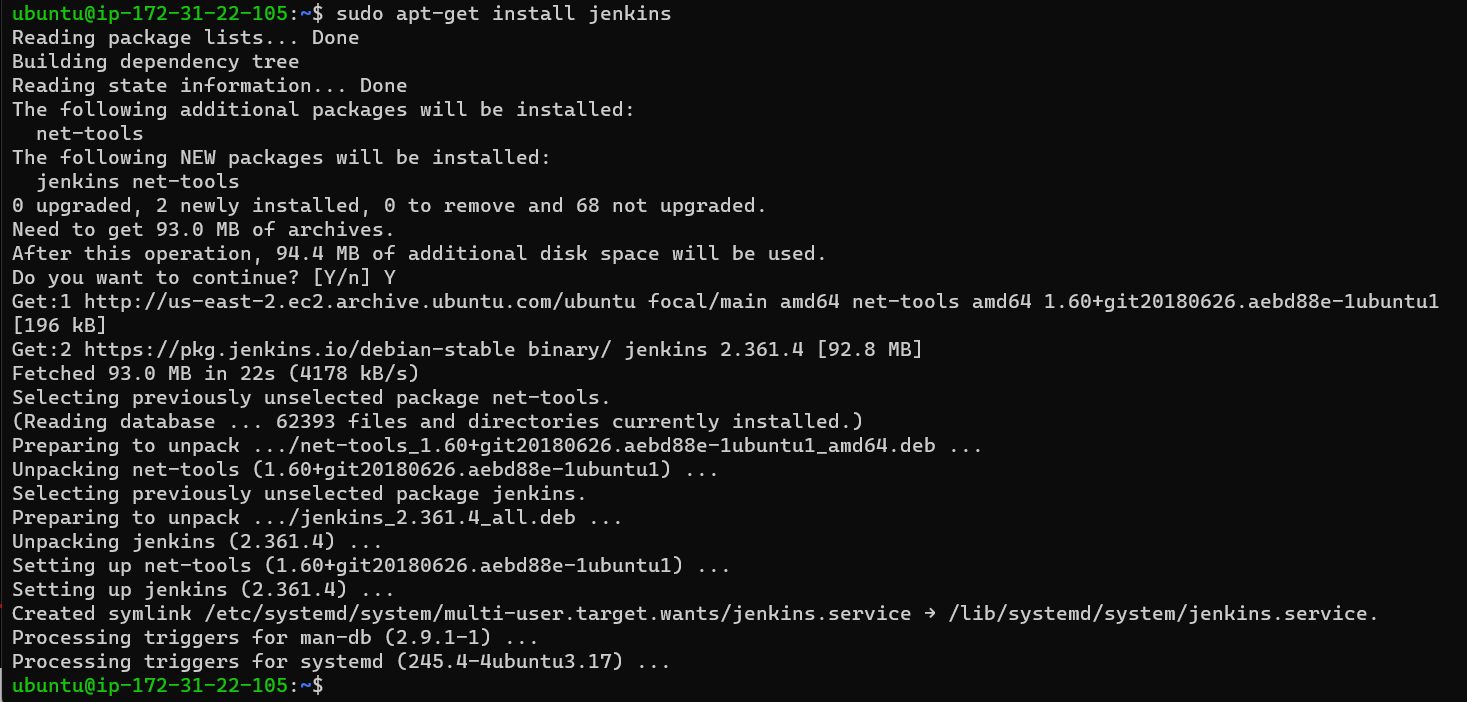 ubuntu@ip-172-31-22-105:~$ sudo apt-get install jenkins
Reading package lists... Done
Building dependency tree
Reading state information... Done
The following additional packages will be installed:
  net-tools
The following NEW packages will be installed:
  jenkins net-tools
0 upgraded, 2 newly installed, 0 to remove and 68 not upgraded.
Need to get 93.0 MB of archives.
After this operation, 94.4 MB of additional disk space will be used.
Do you want to continue? [Y/n] Y
Get:1 http://us-east-2.ec2.archive.ubuntu.com/ubuntu focal/main amd64 net-tools amd64 1.60+git20180626.aebd88e-1ubuntu1
[196 kB]
Get:2 https://pkg.jenkins.io/debian-stable binary/ jenkins 2.361.4 [92.8 MB]
Fetched 93.0 MB in 22s (4178 kB/s)
Selecting previously unselected package net-tools.
(Reading database ... 62393 files and directories currently installed.)
Preparing to unpack .../net-tools_1.60+git20180626.aebd88e-1ubuntu1_amd64.deb ...
Unpacking net-tools (1.60+git20180626.aebd88e-1ubuntu1) ...
Selecting previously unselected package jenkins.
Preparing to unpack .../jenkins_2.361.4_all.deb ...
Unpacking jenkins (2.361.4) ...
Setting up net-tools (1.60+git20180626.aebd88e-1ubuntu1) ...
Setting up jenkins (2.361.4) ...
Created symlink /etc/systemd/system/multi-user.target.wants/jenkins.service → /lib/systemd/system/jenkins.service.
Processing triggers for man-db (2.9.1-1) ...
Processing triggers for systemd (245.4-4ubuntu3.17) ...
ubuntu@ip-172-31-22-105:~$